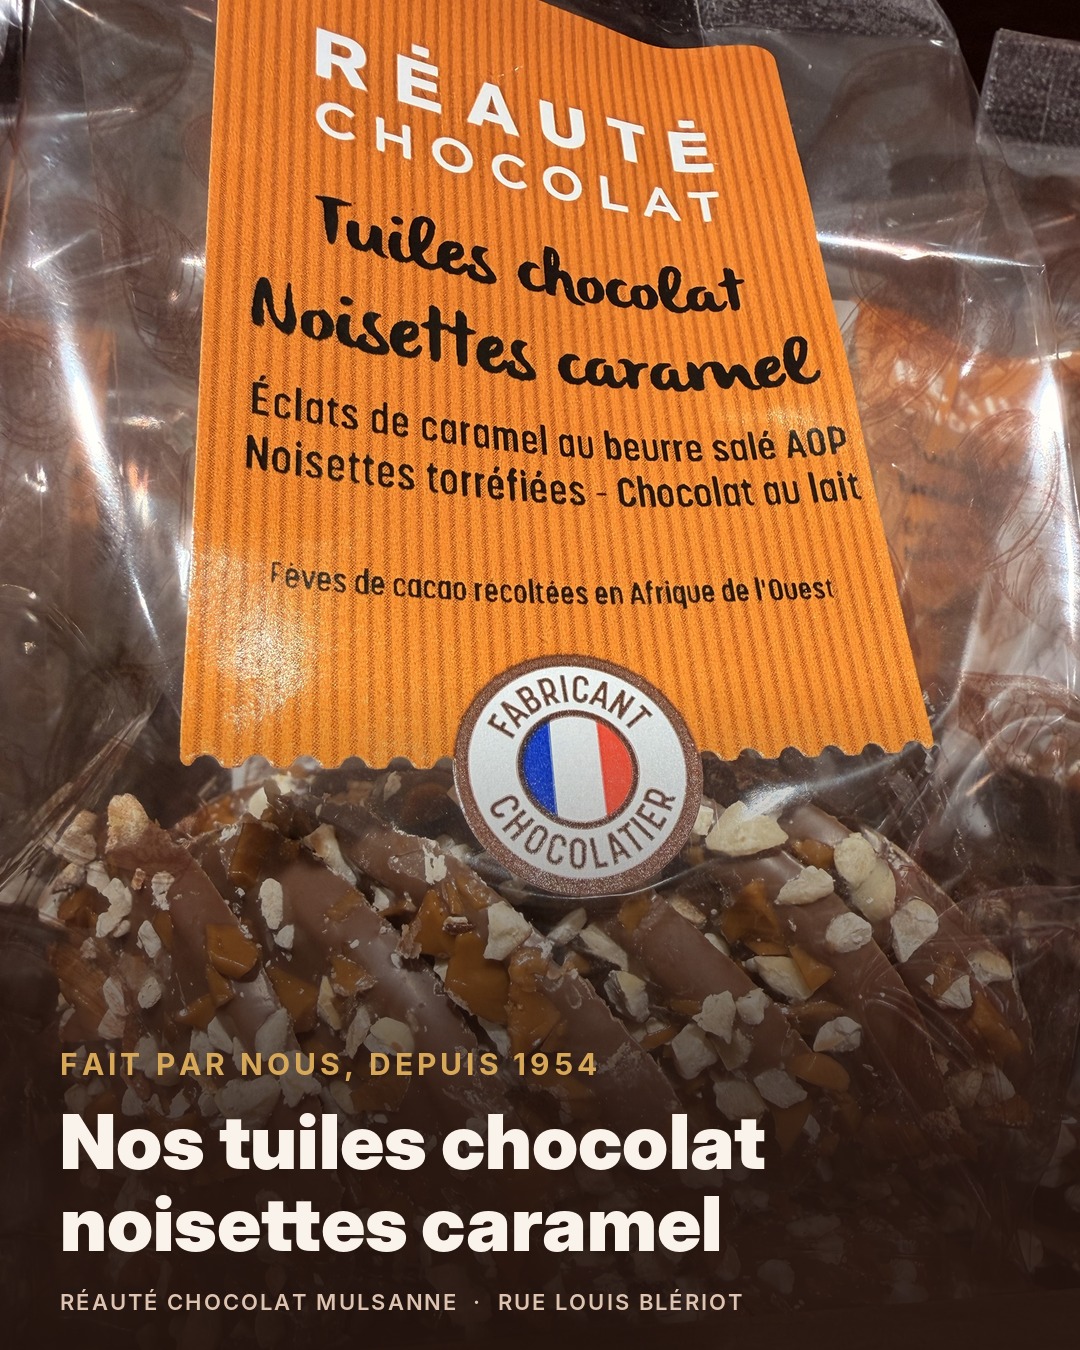 RÉAUTÉ
CHOCOLAT
Tuiles chocolat
Noisettes caramel
Éclats de caramel au beurre salé AOP
Noisettes torréfiées - Chocolat au lait
Fèves de cacao récoltées en Afrique de l'Ouest
FABRICANT
CHOCOLATIER
FAIT PAR NOUS, DEPUIS 1954
Nos tuiles chocolat
noisettes caramel
RÉAUTÉ CHOCOLAT MULSANNE · RUE LOUIS BLÉRIOT